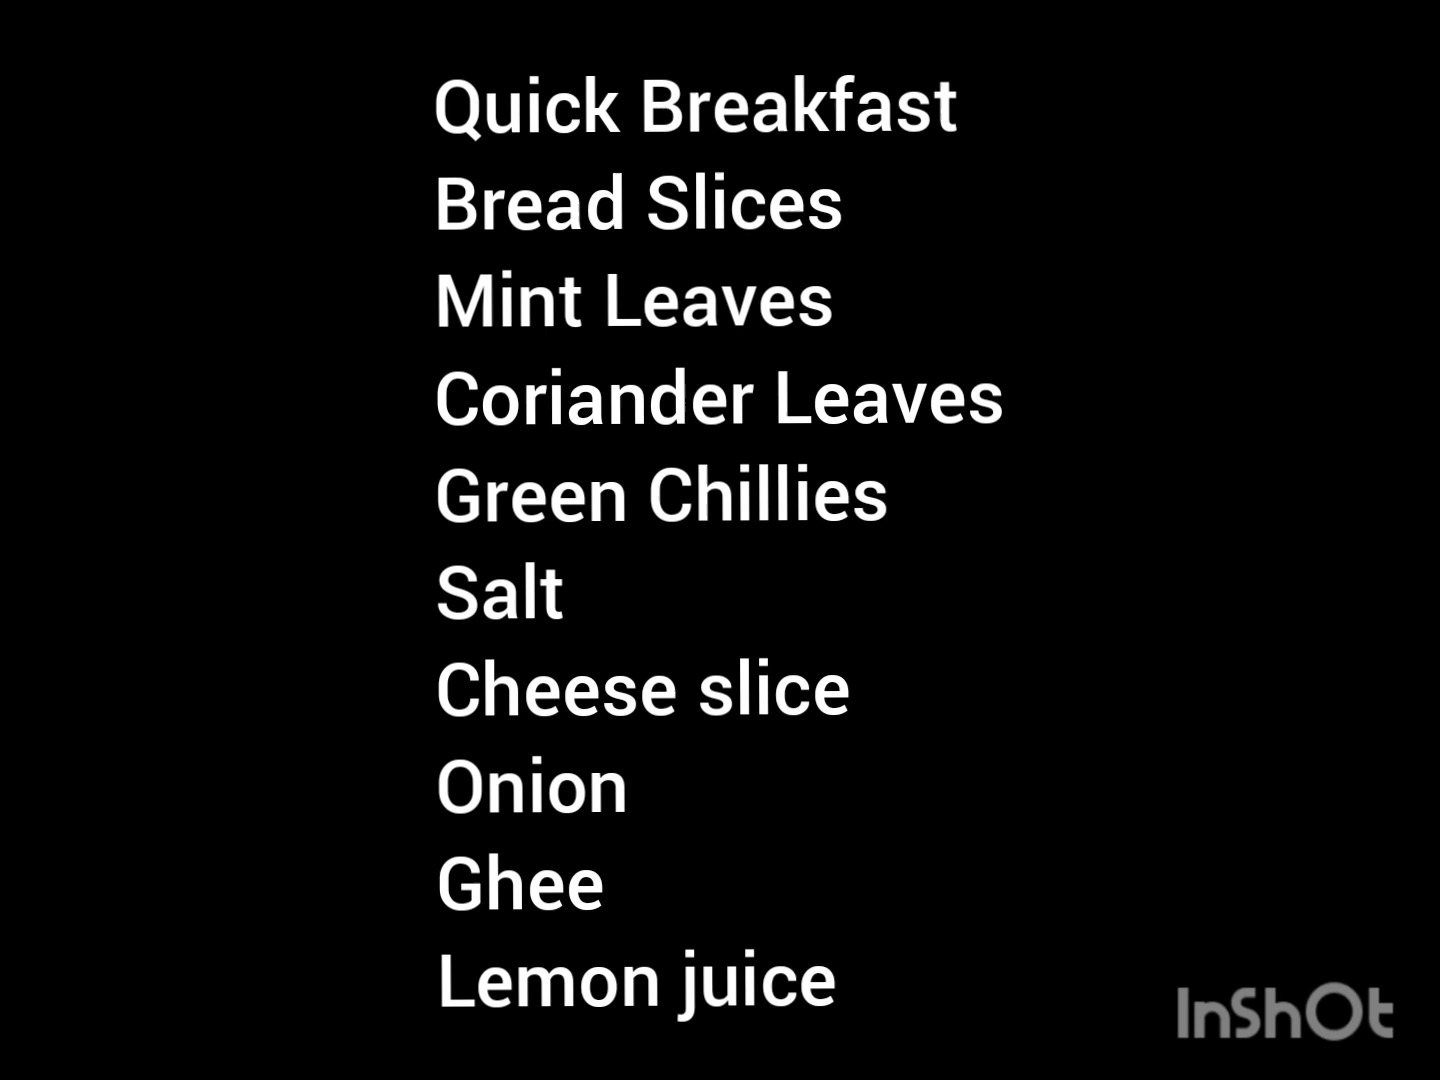 Quick Breakfast
Bread Slices
Mint Leaves
Coriander Leaves
Green Chillies
Salt
Cheese slice
Onion
Ghee
Lemon juice
InShOt